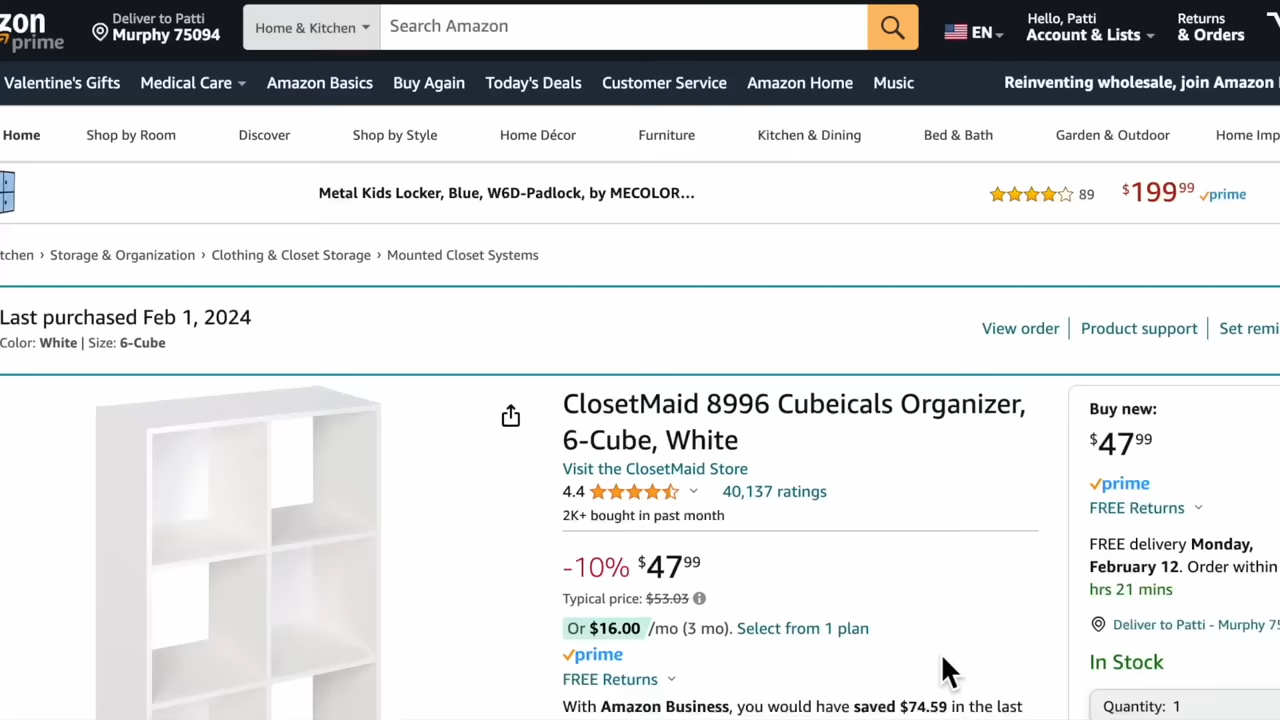 zon
prime
Deliver to Patti
Murphy 75094
Home & Kitchen
Search Amazon
EN
Hello, Patti
Account & Lists
Returns
& Orders
Valentine's Gifts Medical Care Amazon Basics Buy Again Today's Deals Customer Service Amazon Home Music Reinventing wholesale, join Amazon
Home Shop by Room Discover Shop by Style Home Décor Furniture Kitchen & Dining Bed & Bath Garden & Outdoor Home Imp
Metal Kids Locker, Blue, W6D-Padlock, by MECOLOR... 89 $199 99 prime
tchen › Storage & Organization › Clothing & Closet Storage › Mounted Closet Systems
Last purchased Feb 1, 2024
Color: White | Size: 6-Cube
View order | Product support | Set remi
ClosetMaid 8996 Cubeicals Organizer,
6-Cube, White
Visit the ClosetMaid Store
4.4 40,137 ratings
2K+ bought in past month
-10% $47 99
Typical price: $53.03
Or $16.00 /mo (3 mo). Select from 1 plan
prime
FREE Returns
With Amazon Business, you would have saved $74.59 in the last
Buy new:
$47 99
prime
FREE Returns
FREE delivery Monday,
February 12. Order within
hrs 21 mins
Deliver to Patti - Murphy 75
In Stock
Quantity: 1